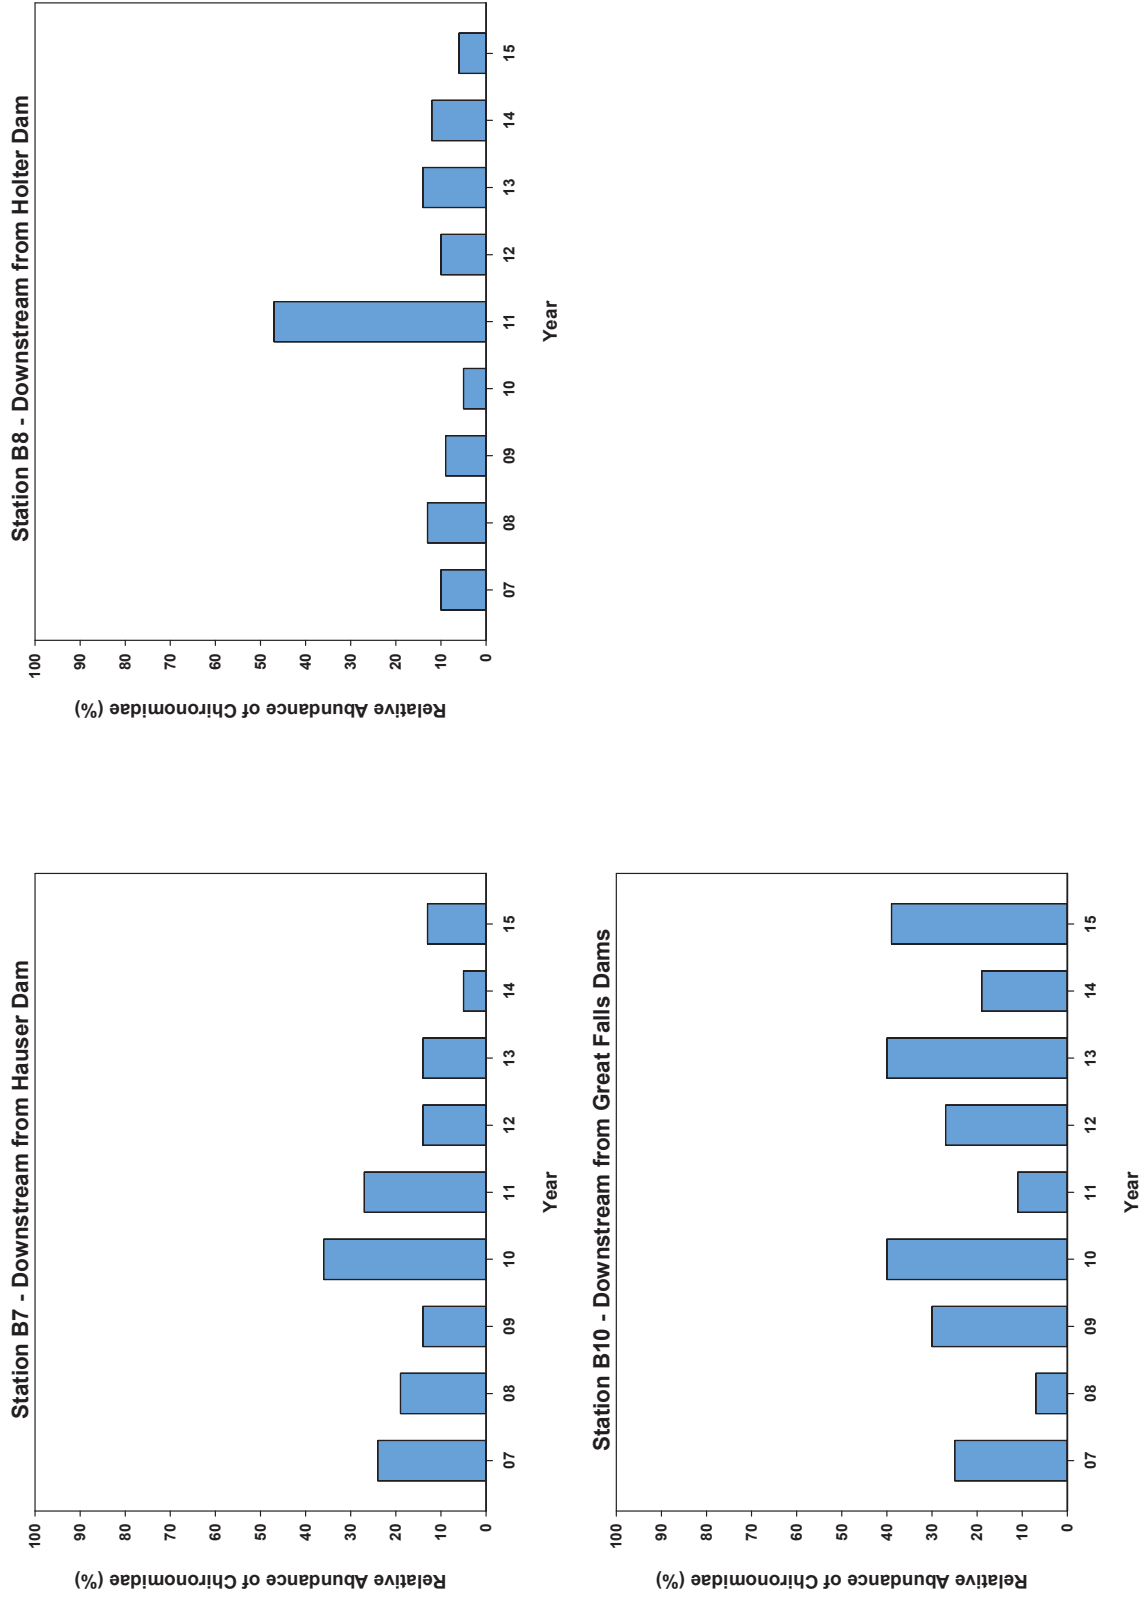 Station B7 - Downstream from Hauser Dam
Relative Abundance of Chironomidae (%)
100
90
80
70
60
50
40
30
20
10
0
07 08 09 10 11 12 13 14 15
Year
Station B8 - Downstream from Holter Dam
Relative Abundance of Chironomidae (%)
100
90
80
70
60
50
40
30
20
10
0
07 08 09 10 11 12 13 14 15
Year
Station B10 - Downstream from Great Falls Dams
Relative Abundance of Chironomidae (%)
100
90
80
70
60
50
40
30
20
10
0
07 08 09 10 11 12 13 14 15
Year